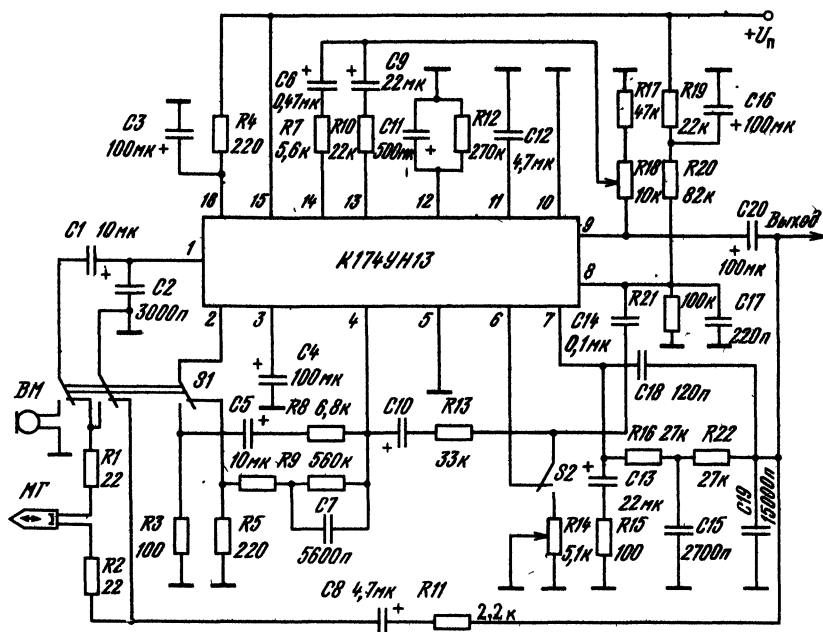 +Uп
C6
0,47мк
C9
22мк
C3
100мк
+
R4
220
R7
5,6к
R10
22к
C11
500мк
R12
270к
C12
4,7мк
R17
47к
R19
22к
C16
+100мк
R18
10к
R20
82к
C20
100мк
Выход
16
15
14
13
12
11
10
9
8
К174УН13
C1 10мк
1
C2
3000п
2
3
4
5
6
7
C14
0,1мк
R21
100к
C17
220п
C18 120п
ВМ
S1
C4
100мк
C5
10мк
R8 6,8к
C10
R13
33к
R9
560к
C7
5600п
R1
22
МГ
R2
22
R3
100
R5
220
S2
R14
5,1к
C13
22мк
R15
100
R16 27к
R22
27к
C15
2700п
C19
15000п
C8 4,7мк
+
R11
2,2к